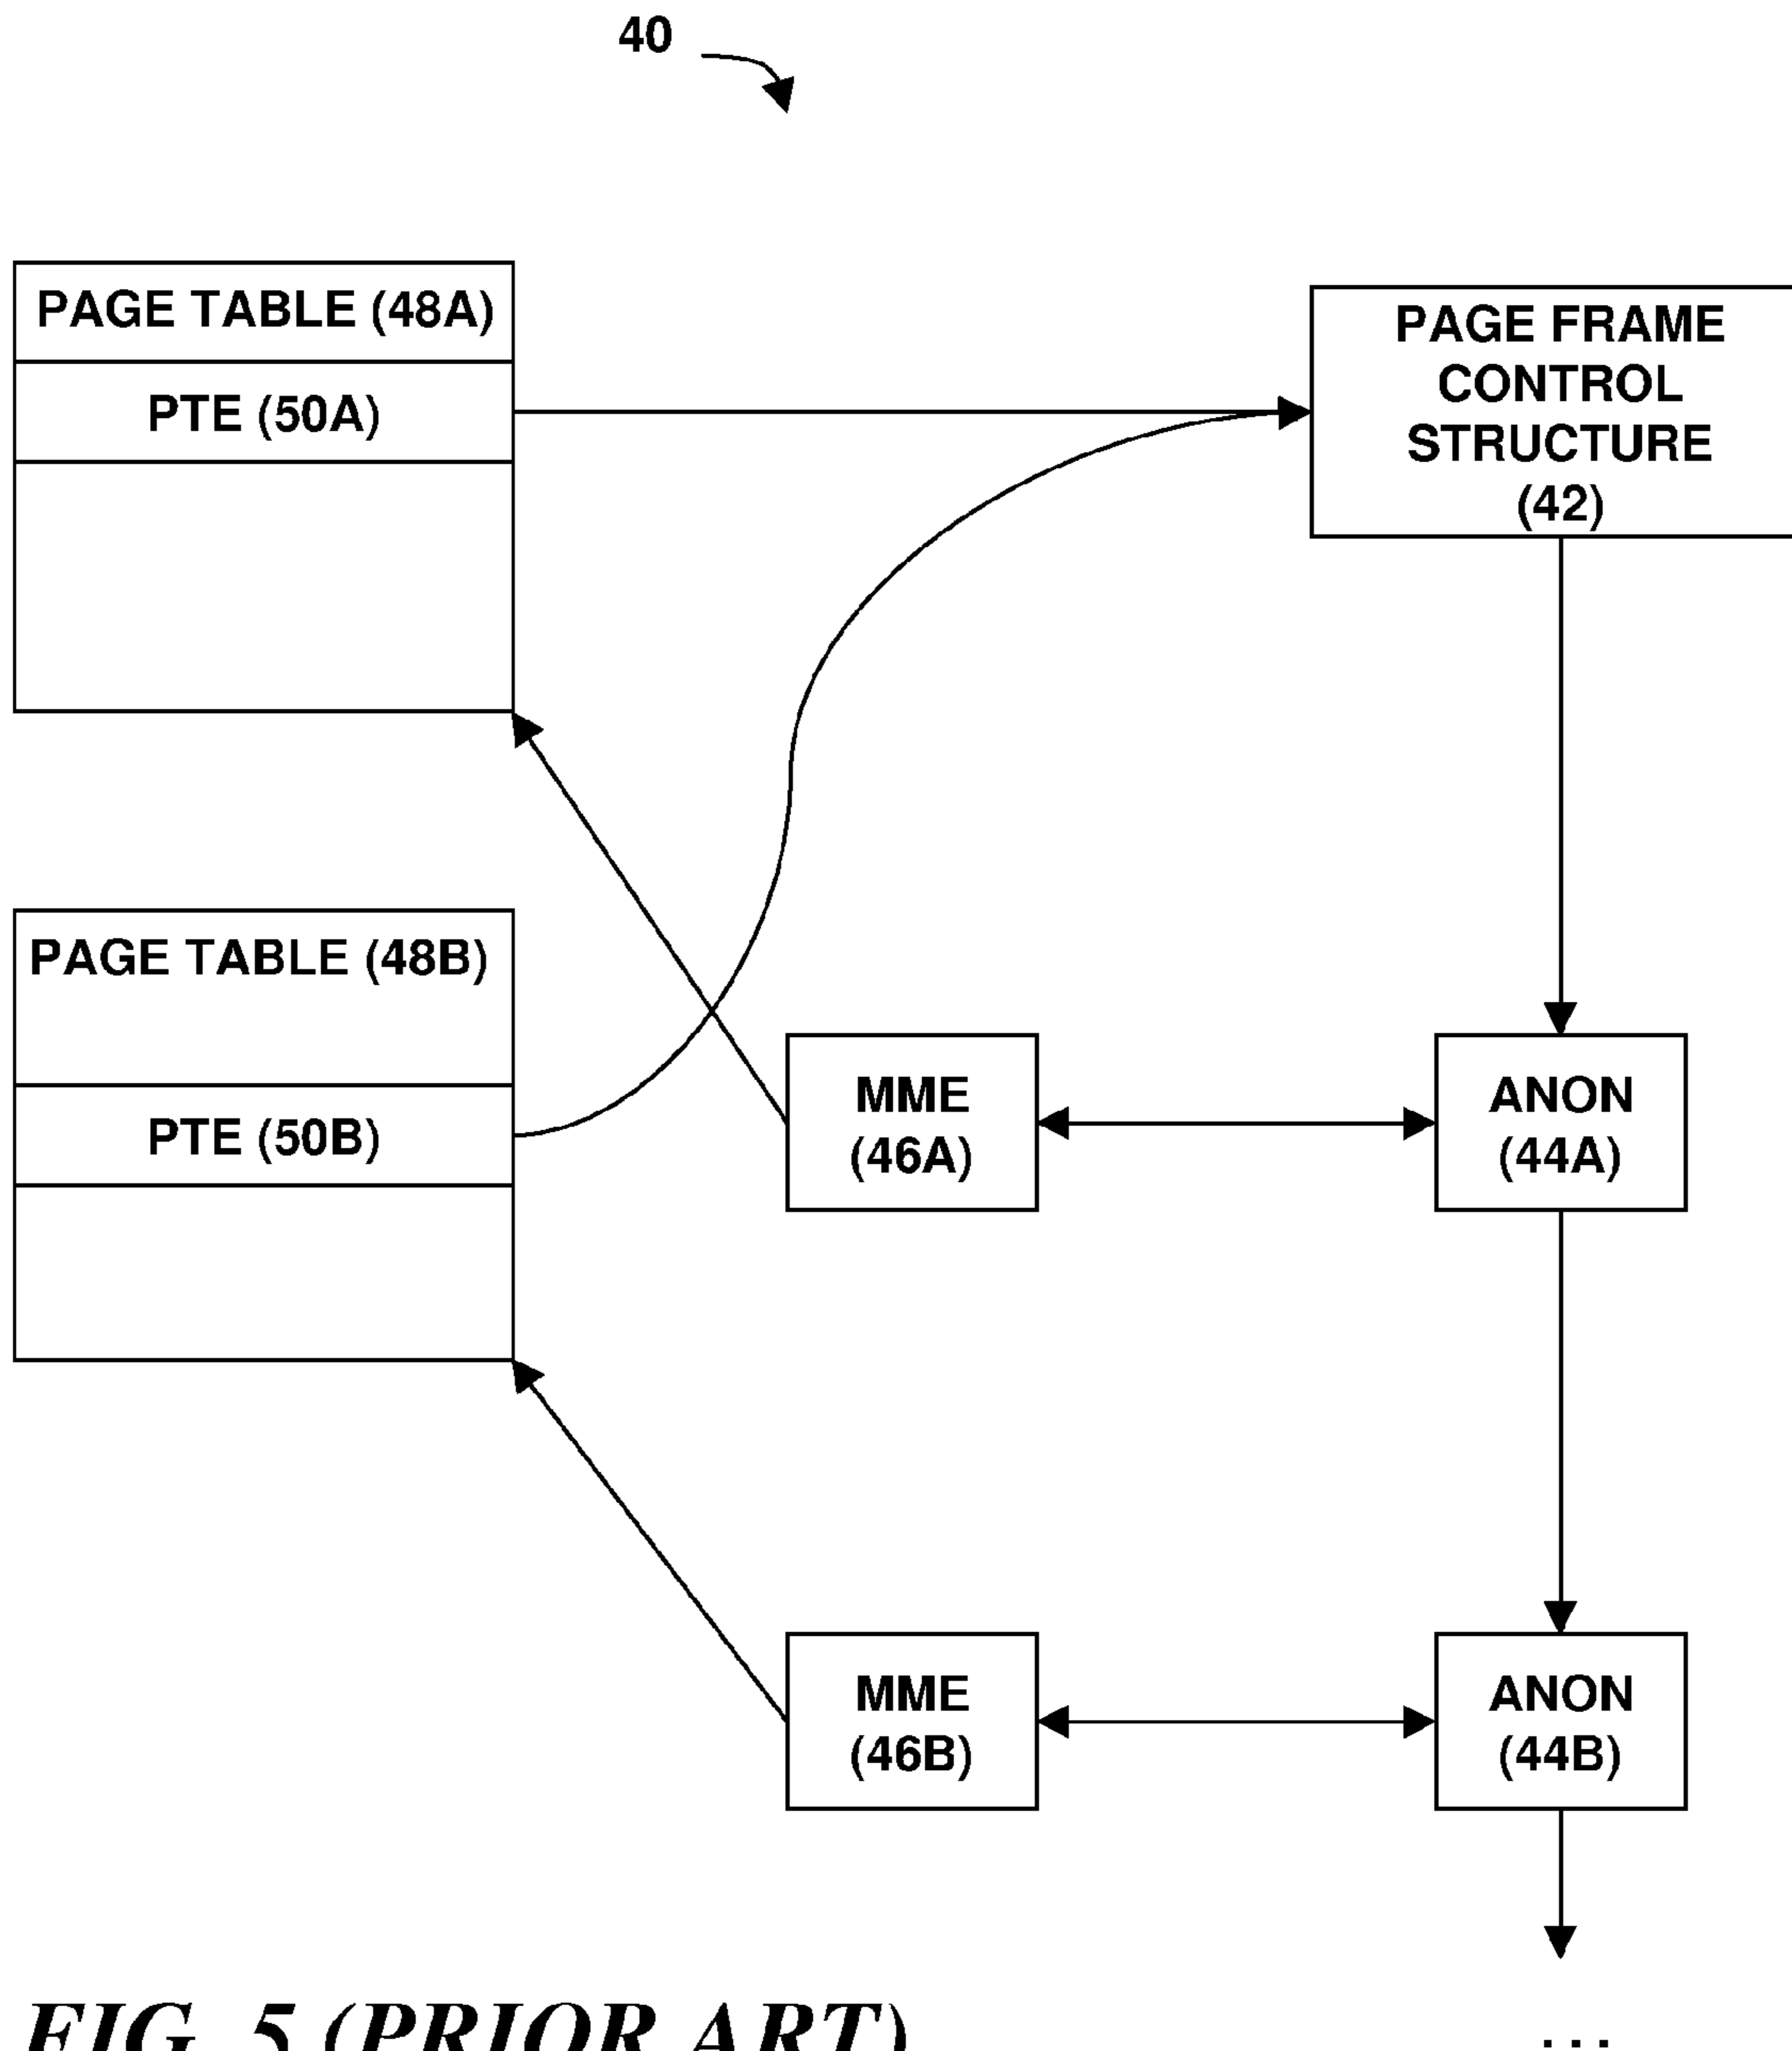 40
PAGE TABLE (48A)
PTE (50A)
PAGE FRAME
CONTROL
STRUCTURE
(42)
PAGE TABLE (48B)
PTE (50B)
MME
(46A)
ANON
(44A)
MME
(46B)
ANON
(44B)
...
FIG. 5 (PRIOR ART)